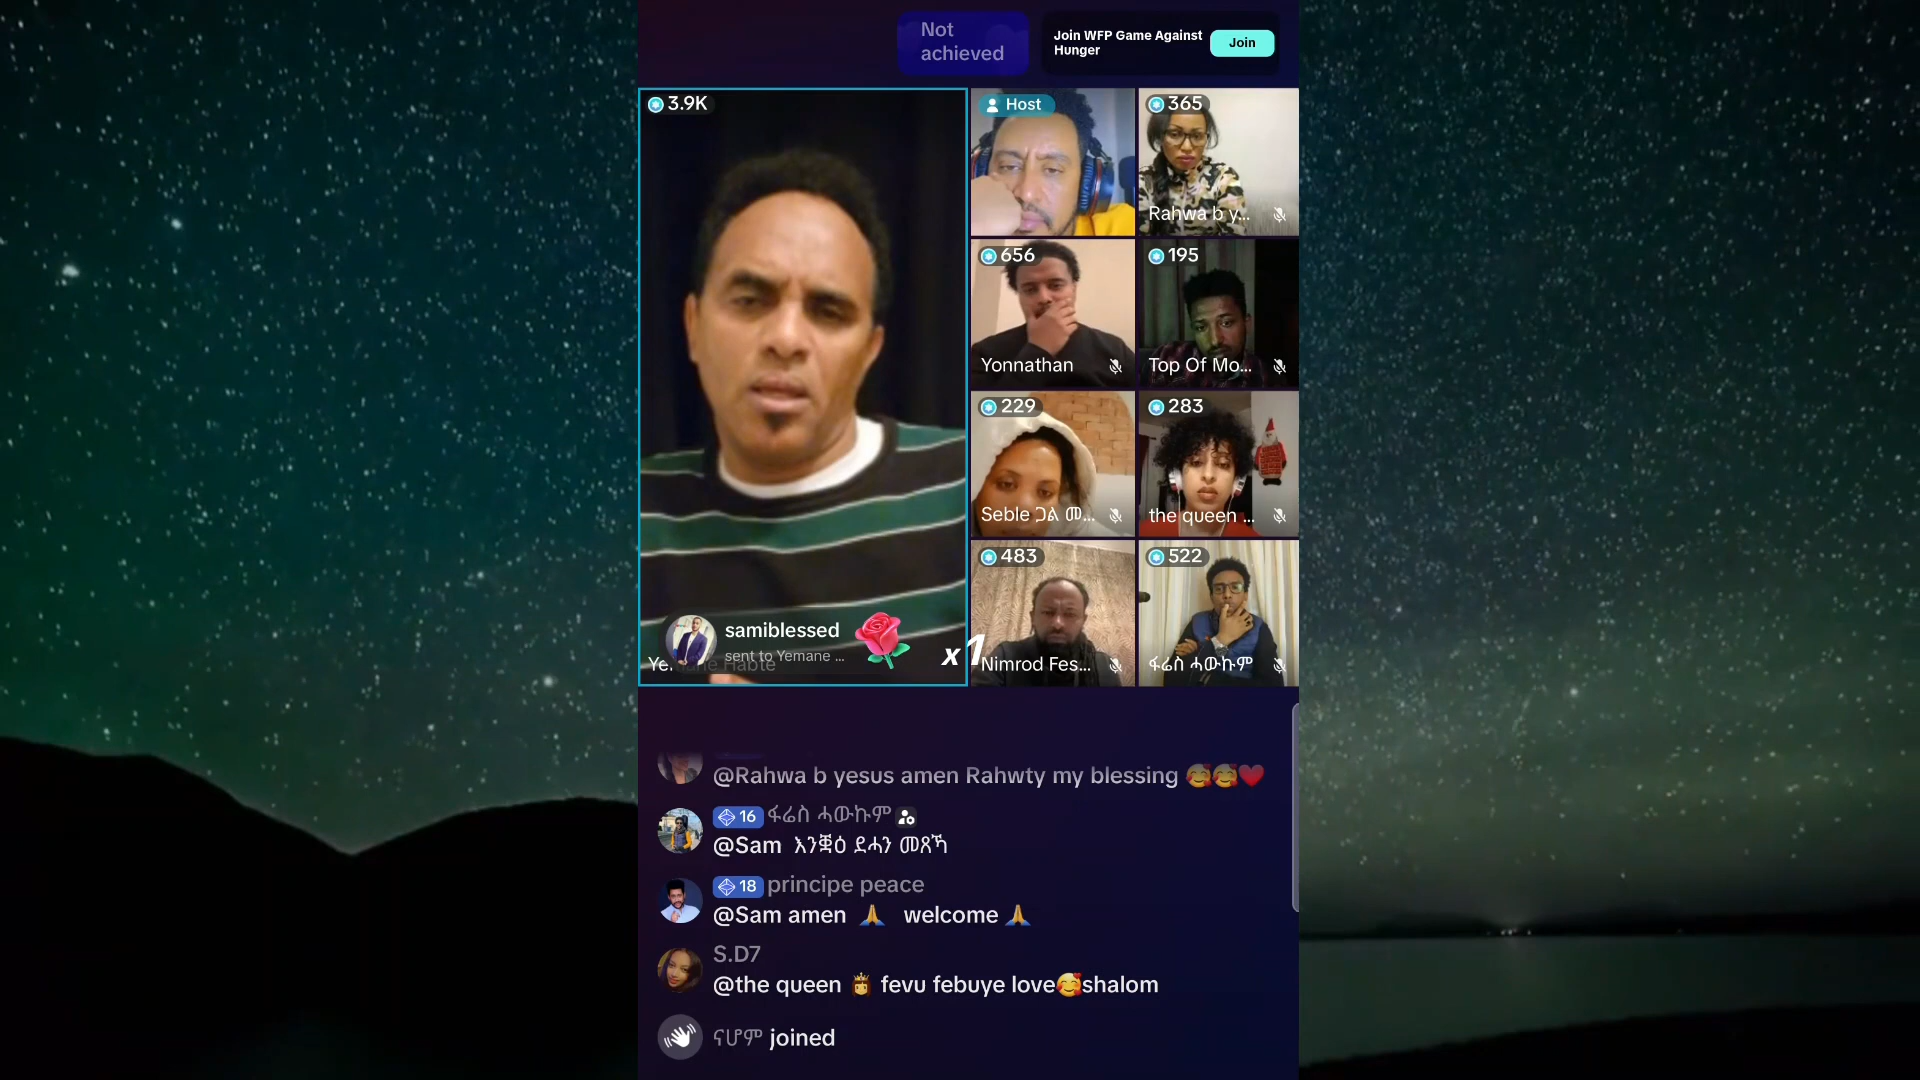 Not
achieved
Join WFP Game Against
Hunger
Join
3.9K
Host
365
Rahwa b y...
656
Yonnathan
195
Top Of Mo...
229
Seble ጋል መ...
283
the queen ...
483
Nimrod Fes...
522
ፋሬስ ሓውኩም
samiblessed
sent to Yemane ...
x1
Habte
@Rahwa b yesus amen Rahwty my blessing 🥰🥰❤️
16 ፋሬስ ሓውኩም
@Sam እንቛዕ ደሓን መጸኻ
18 principe peace
@Sam amen 🙏 welcome 🙏
S.D7
@the queen 👸 fevu febuye love🥰shalom
ናሆም joined